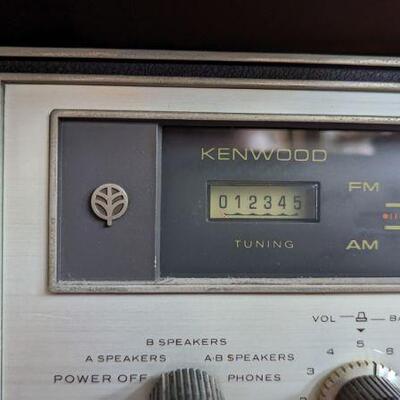 KENWOOD
012345
FM
TUNING
AM
VOL
B SPEAKERS
5
A SPEAKERS
A·B SPEAKERS
4
6
POWER OFF
PHONES
3